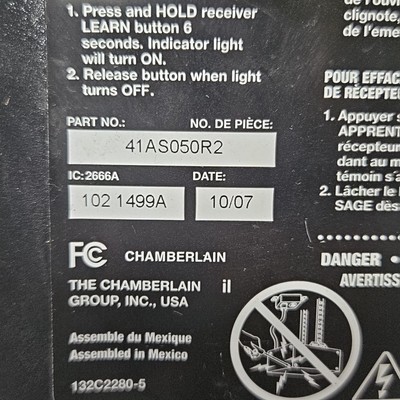 1. Press and HOLD receiver
LEARN button 6
seconds. Indicator light
will turn ON.
2. Release button when light
turns OFF.
PART NO.: NO. DE PIÈCE:
41AS050R2
IC:2666A DATE:
102 1499A 10/07
FC CHAMBERLAIN
THE CHAMBERLAIN il
GROUP, INC., USA
Assemble du Mexique
Assembled in Mexico
132C2280-5
clignote,
de l'eme
POUR EFFAC
DE RÉCEPTE
1. Appuyer s
APPRENT
récepteur
dant au m
témoin s'a
2. Lâcher le
SAGE dès
DANGER
AVERTISS